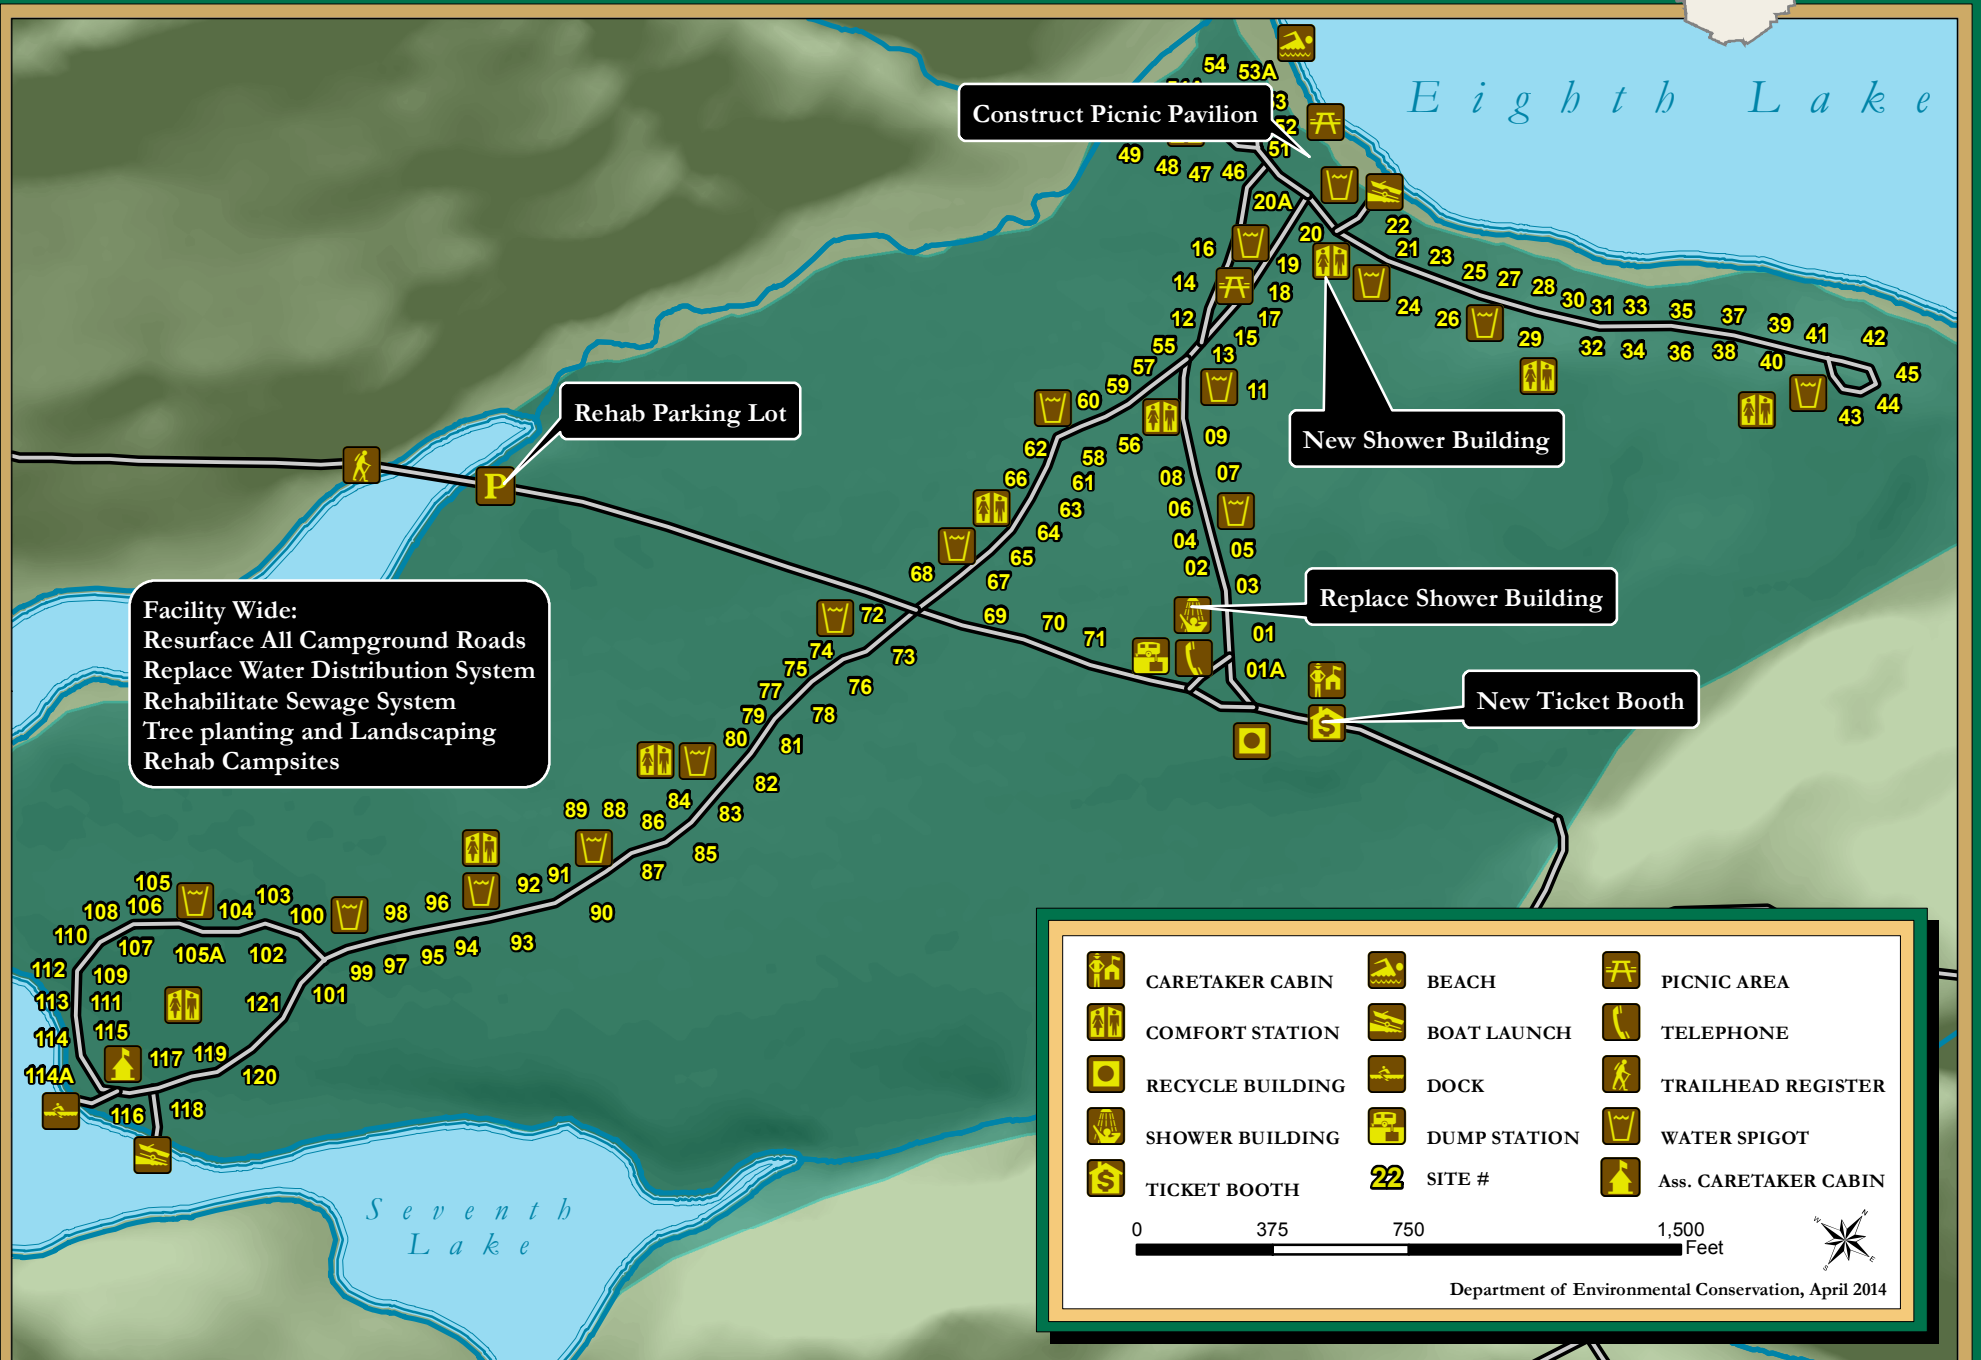 Eighth Lake
54
53A
Construct Picnic Pavilion
52
51
49
48
47
46
20A
22
20
16
21
23
19
25
27
14
18
28
30
31
33
35
24
12
17
26
37
39
41
42
15
29
55
13
32
34
36
38
40
57
45
59
11
60
44
43
Rehab Parking Lot
09
New Shower Building
56
62
58
07
66
61
08
63
06
64
04
05
65
02
68
67
03
Replace Shower Building
72
69
70
01
71
74
73
75
01A
77
76
New Ticket Booth
79
78
80
81
82
Facility Wide:
Resurface All Campground Roads
Replace Water Distribution System
Rehabilitate Sewage System
Tree planting and Landscaping
Rehab Campsites
84
89
88
83
86
85
87
91
92
90
105
103
96
106
108
104
100
98
110
93
107
94
105A
102
95
97
112
99
109
101
113
111
121
115
114
119
117
114A
120
118
116
Seventh
Lake
CARETAKER CABIN
BEACH
PICNIC AREA
COMFORT STATION
BOAT LAUNCH
TELEPHONE
RECYCLE BUILDING
DOCK
TRAILHEAD REGISTER
SHOWER BUILDING
DUMP STATION
WATER SPIGOT
TICKET BOOTH
22
SITE #
Ass. CARETAKER CABIN
0 375 750 1,500
Feet
N
W
E
S
Department of Environmental Conservation, April 2014